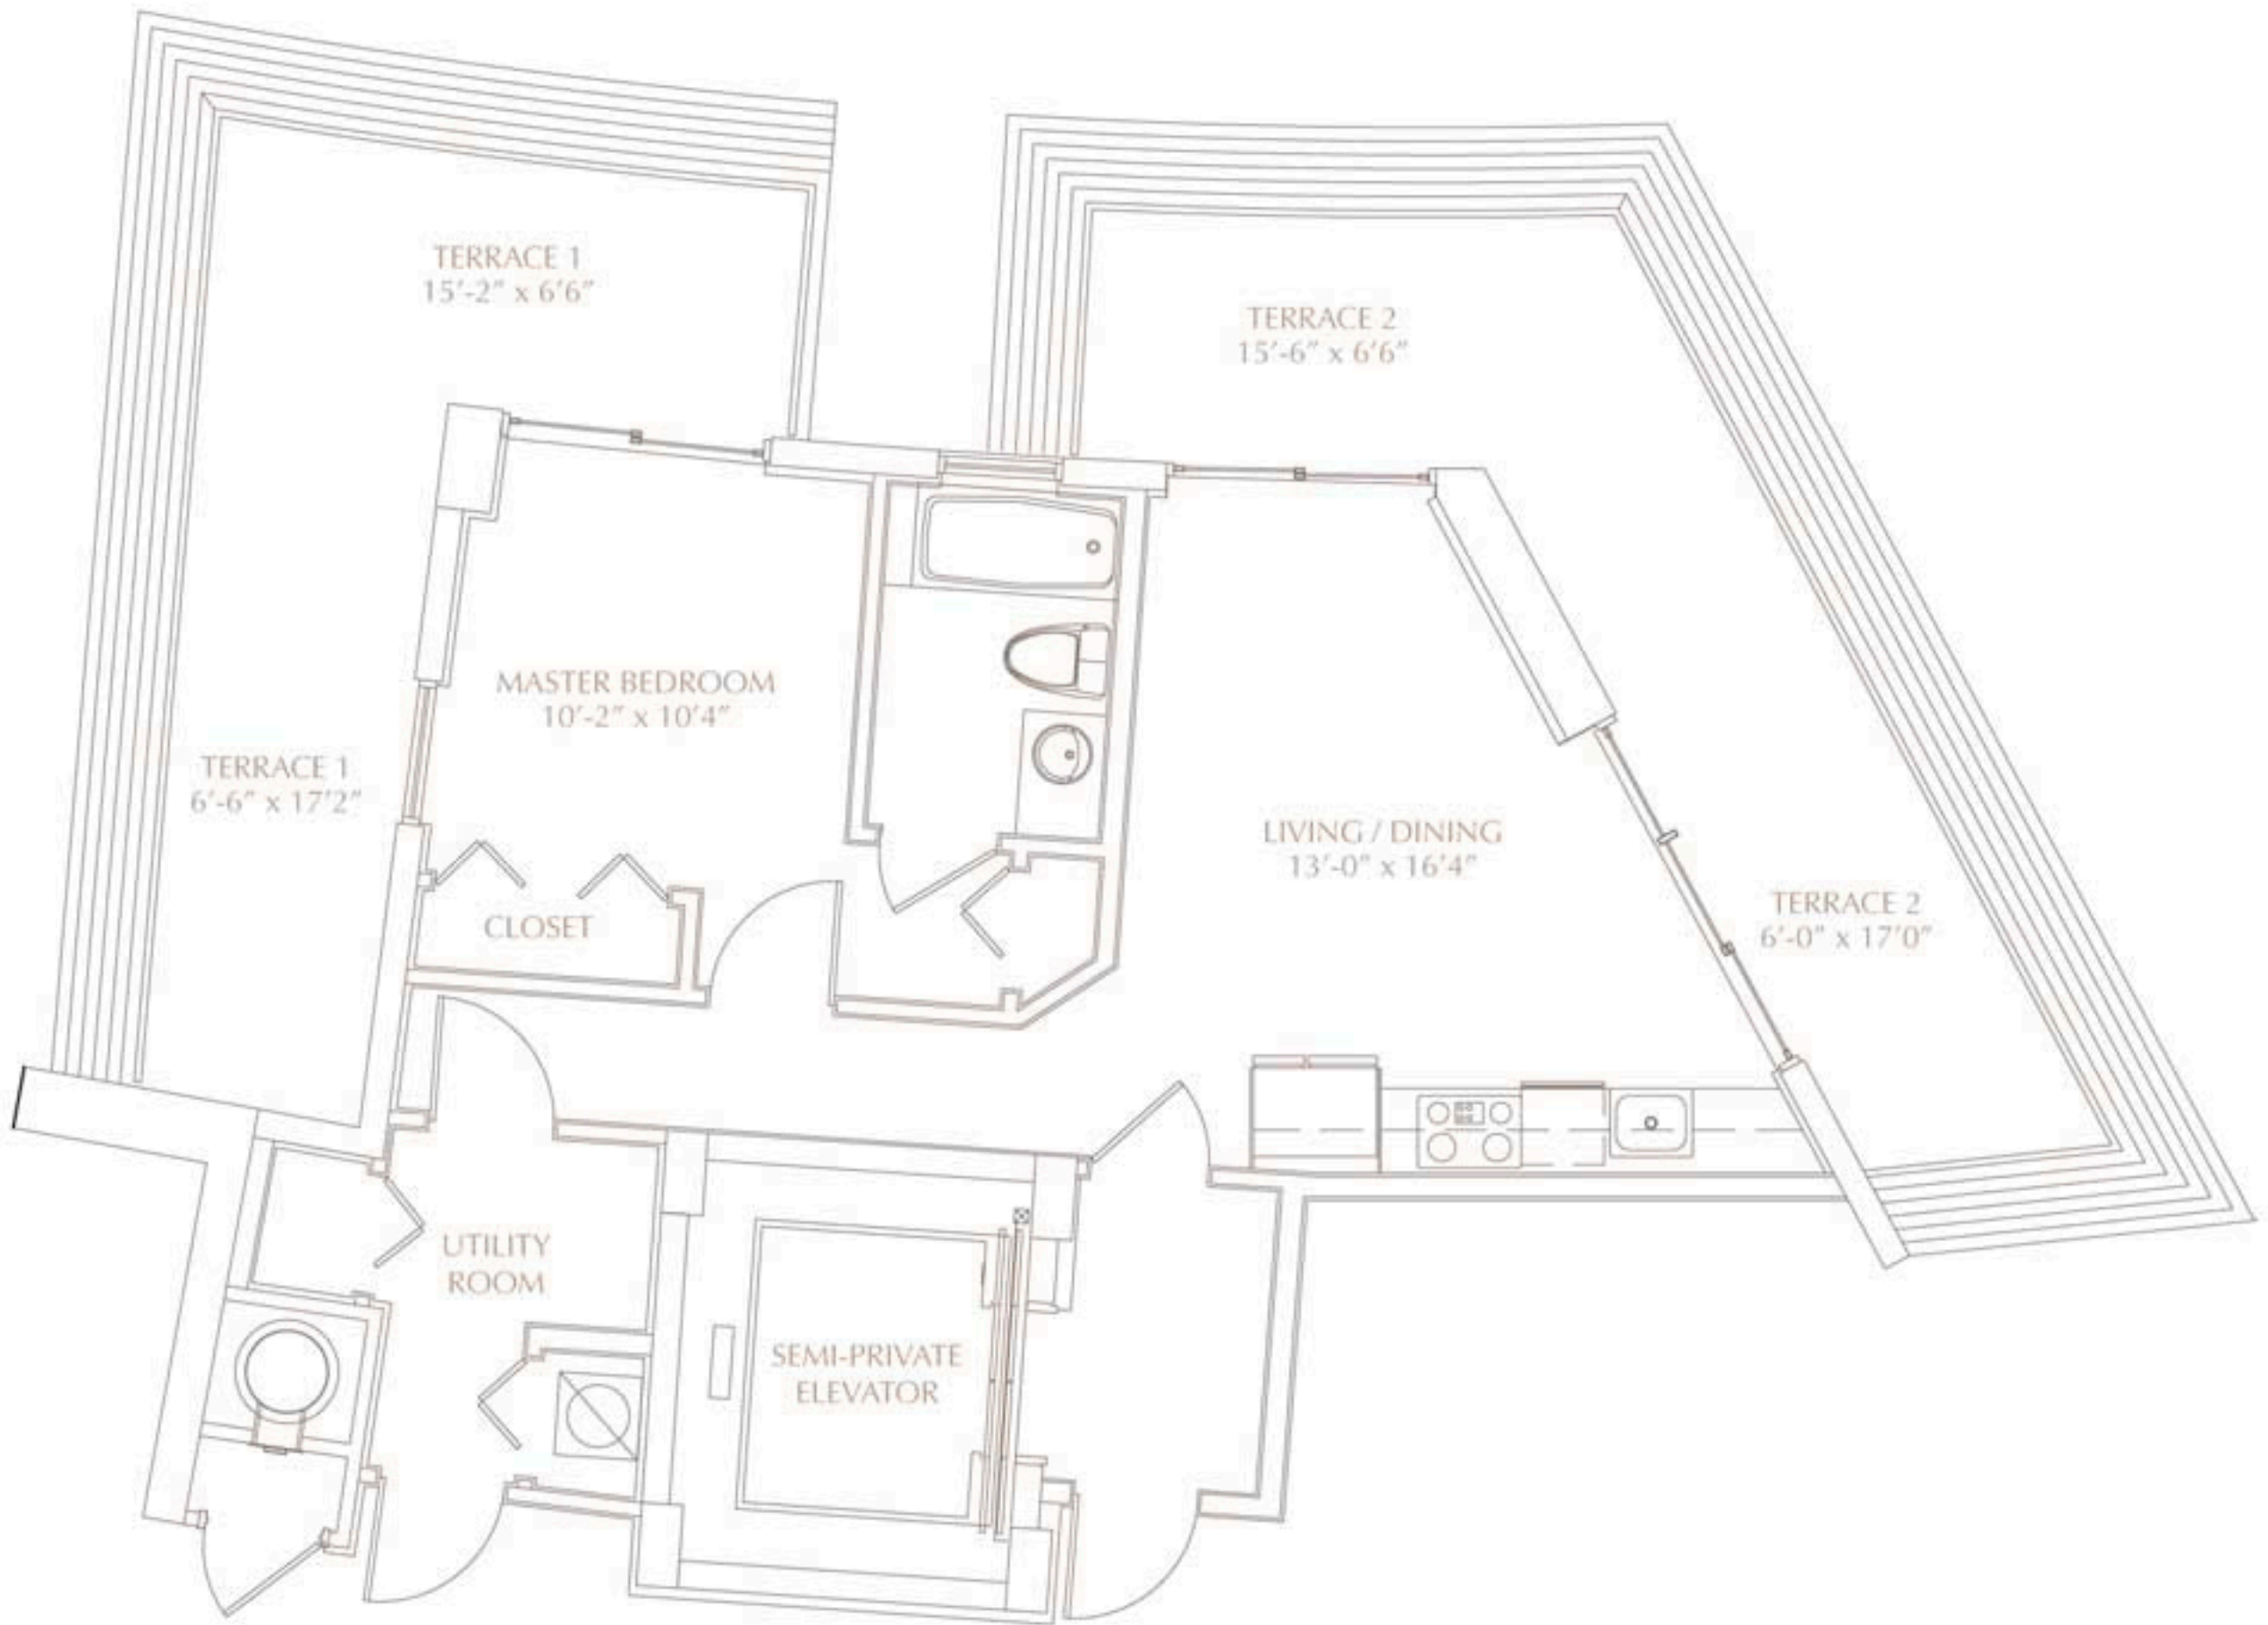 TERRACE 1
15'-2" x 6'6"
TERRACE 2
15'-6" x 6'6"
MASTER BEDROOM
10'-2" x 10'4"
TERRACE 1
6'-6" x 17'2"
LIVING / DINING
13'-0" x 16'4"
CLOSET
TERRACE 2
6'-0" x 17'0"
UTILITY
ROOM
SEMI-PRIVATE
ELEVATOR